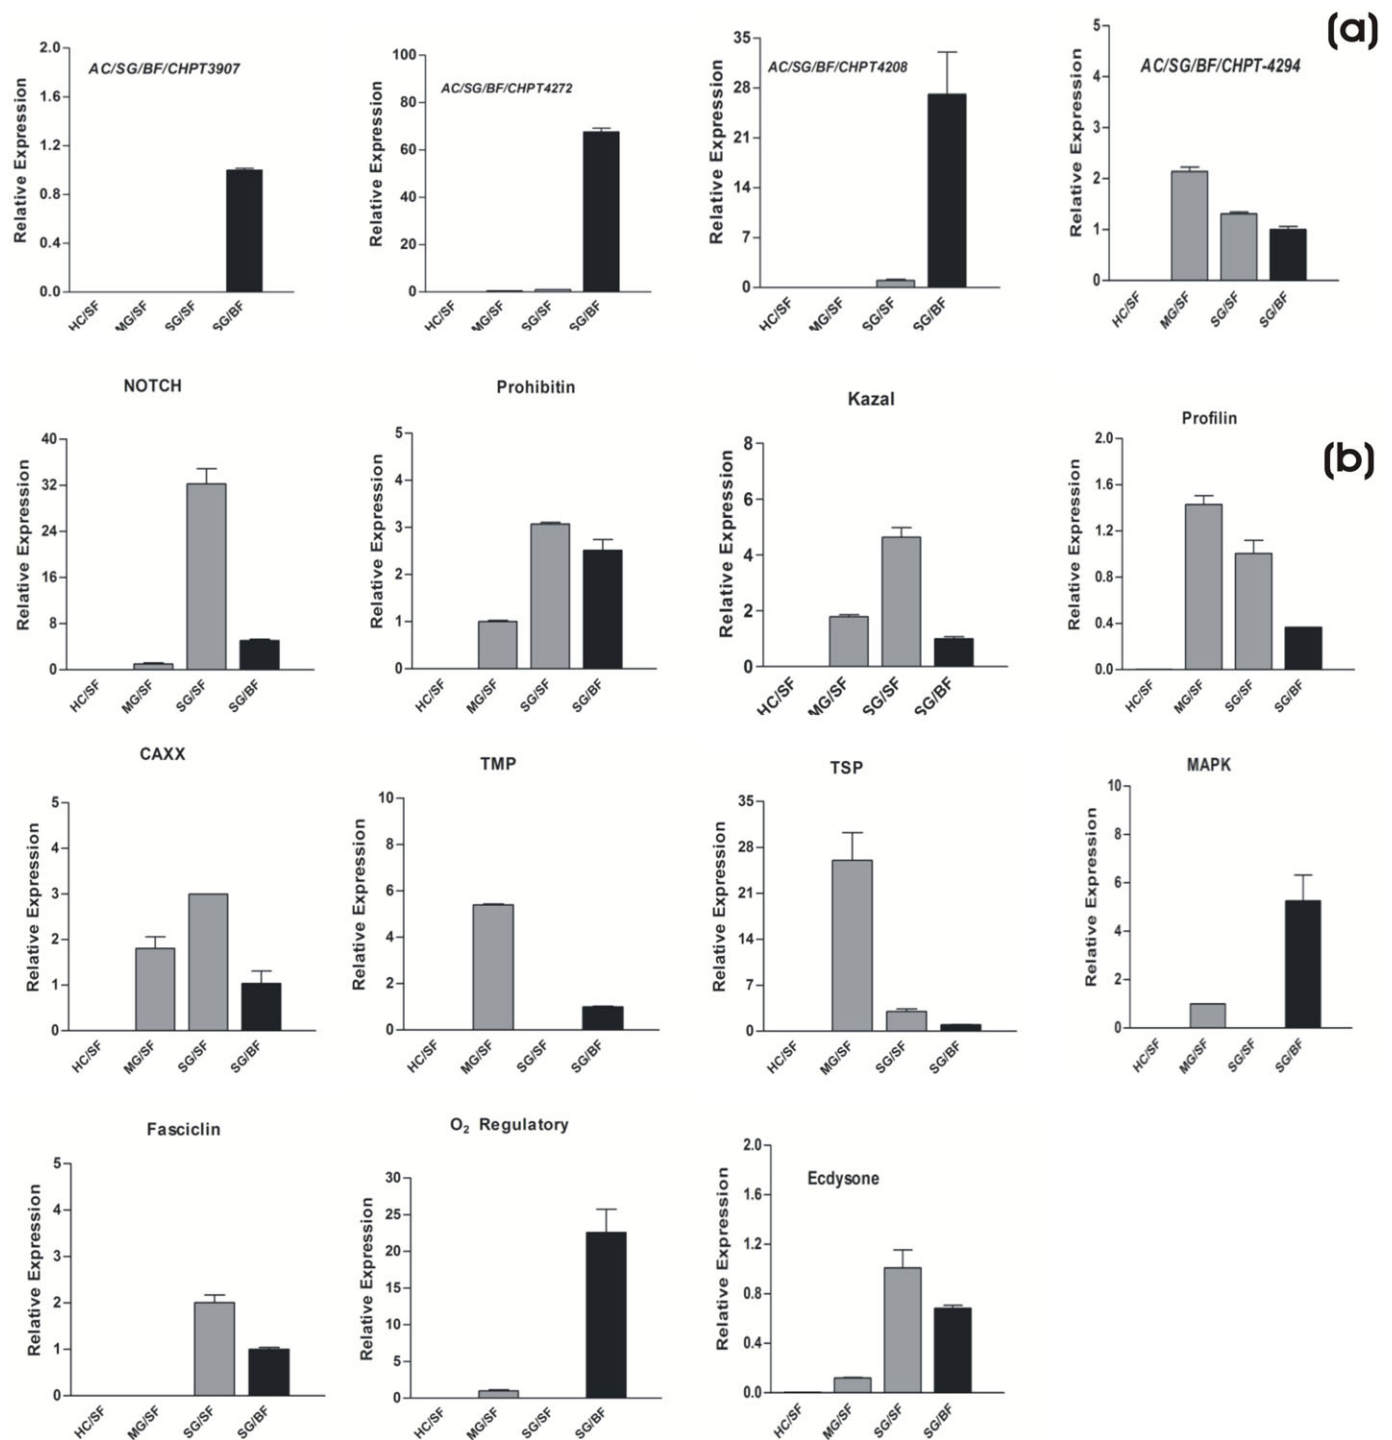 (a)
AC/SG/BF/CHPT3907
Relative Expression
2.0
1.6
1.2
0.8
0.4
0.0
HC/SF
MG/SF
SG/SF
SG/BF
AC/SG/BF/CHPT4272
Relative Expression
100
80
60
40
20
0
HC/SF
MG/SF
SG/SF
SG/BF
AC/SG/BF/CHPT4208
Relative Expression
35
28
21
14
7
0
HC/SF
MG/SF
SG/SF
SG/BF
AC/SG/BF/CHPT-4294
Relative Expression
5
4
3
2
1
0
HC/SF
MG/SF
SG/SF
SG/BF
(b)
NOTCH
Relative Expression
40
32
24
16
8
0
HC/SF
MG/SF
SG/SF
SG/BF
Prohibitin
Relative Expression
5
4
3
2
1
0
HC/SF
MG/SF
SG/SF
SG/BF
Kazal
Relative Expression
8
6
4
2
0
HC/SF
MG/SF
SG/SF
SG/BF
Profilin
Relative Expression
2.0
1.6
1.2
0.8
0.4
0.0
HC/SF
MG/SF
SG/SF
SG/BF
CAXX
Relative Expression
5
4
3
2
1
0
HC/SF
MG/SF
SG/SF
SG/BF
TMP
Relative Expression
10
8
6
4
2
0
HC/SF
MG/SF
SG/SF
SG/BF
TSP
Relative Expression
35
28
21
14
7
0
HC/SF
MG/SF
SG/SF
SG/BF
MAPK
Relative Expression
10
8
6
4
2
0
HC/SF
MG/SF
SG/SF
SG/BF
Fasciclin
Relative Expression
5
4
3
2
1
0
HC/SF
MG/SF
SG/SF
SG/BF
O₂ Regulatory
Relative Expression
30
25
20
15
10
5
0
HC/SF
MG/SF
SG/SF
SG/BF
Ecdysone
Relative Expression
2.0
1.6
1.2
0.8
0.4
0.0
HC/SF
MG/SF
SG/SF
SG/BF